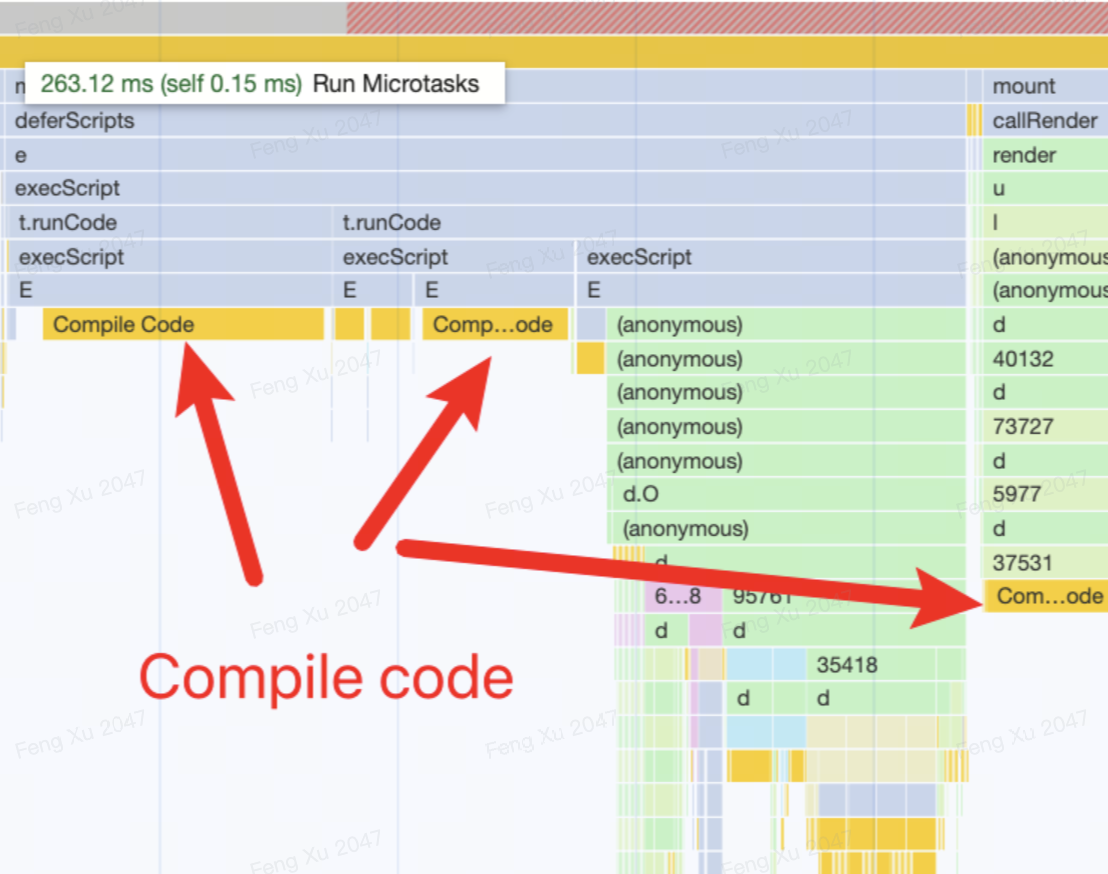 n
263.12 ms (self 0.15 ms) Run Microtasks
mount
deferScripts
callRender
e
render
execScript
u
t.runCode
t.runCode
l
execScript
execScript
execScript
(anonymous
E
E
E
E
(anonymous
Compile Code
Comp...ode
(anonymous)
d
(anonymous)
40132
(anonymous)
d
(anonymous)
73727
(anonymous)
d
d.O
5977
(anonymous)
d
d
37531
6...8
95761
Com...ode
d
d
Compile code
35418
d
d
Feng Xu 2047